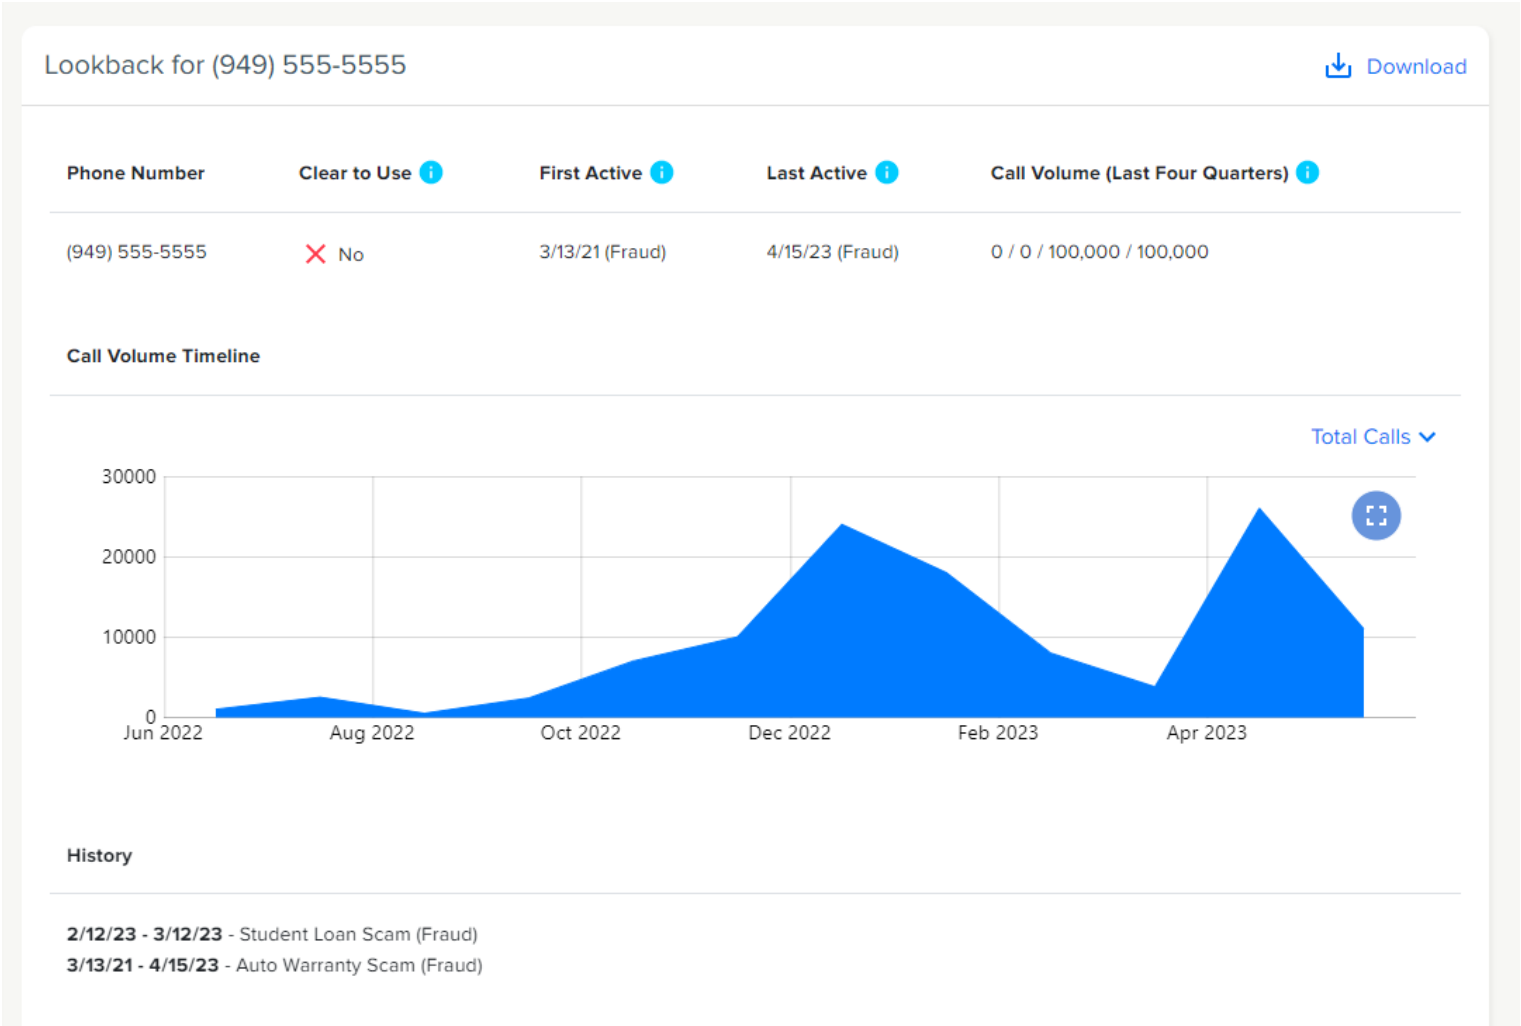 Lookback for (949) 555-5555
Download
Phone Number Clear to Use First Active Last Active Call Volume (Last Four Quarters)
(949) 555-5555 No 3/13/21 (Fraud) 4/15/23 (Fraud) 0 / 0 / 100,000 / 100,000
Call Volume Timeline
Total Calls
30000
20000
10000
0
Jun 2022 Aug 2022 Oct 2022 Dec 2022 Feb 2023 Apr 2023
History
2/12/23 - 3/12/23 - Student Loan Scam (Fraud)
3/13/21 - 4/15/23 - Auto Warranty Scam (Fraud)